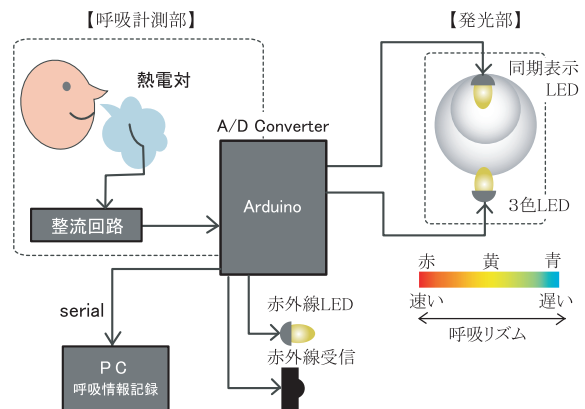 【呼吸計測部】
【発光部】
熱電対
同期表示
LED
A/D Converter
Arduino
整流回路
3色LED
赤 黄 青
速い 遅い
呼吸リズム
serial
赤外線LED
赤外線受信
PC
呼吸情報記録